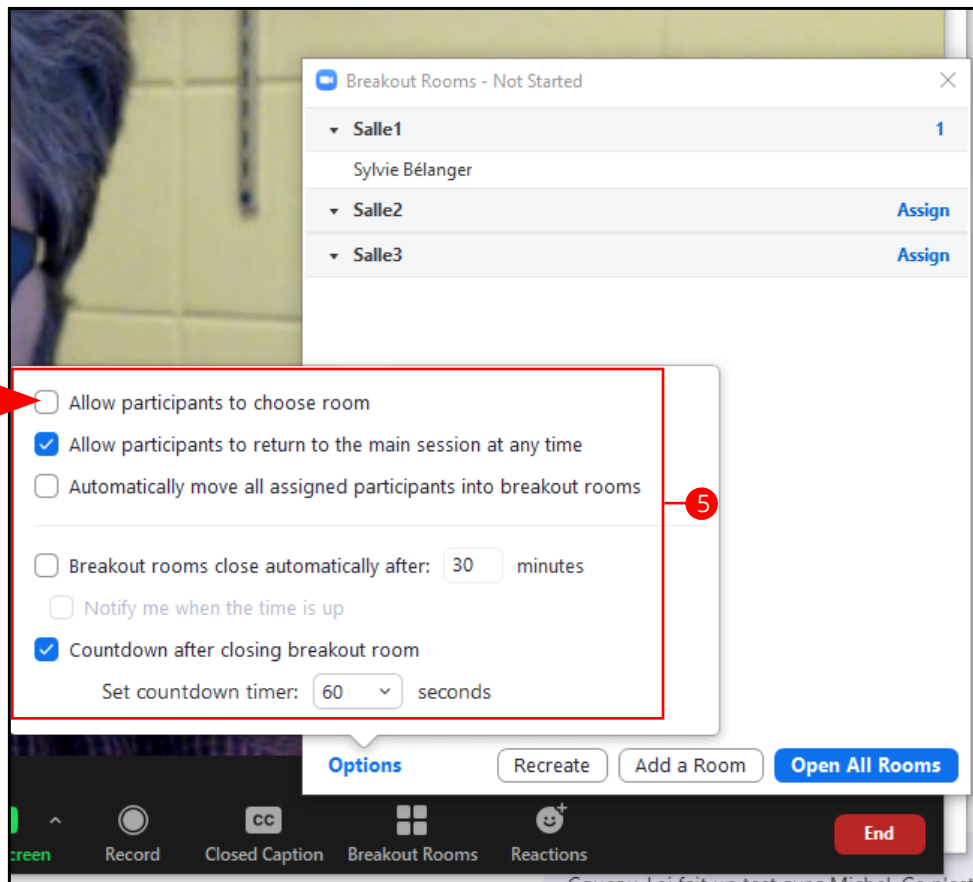 Breakout Rooms - Not Started
Salle1 1
Sylvie Bélanger
Salle2 Assign
Salle3 Assign
Allow participants to choose room
Allow participants to return to the main session at any time
Automatically move all assigned participants into breakout rooms
5
Breakout rooms close automatically after: 30 minutes
Notify me when the time is up
Countdown after closing breakout room
Set countdown timer: 60 seconds
Options Recreate Add a Room Open All Rooms
CC
Record Closed Caption Breakout Rooms Reactions End